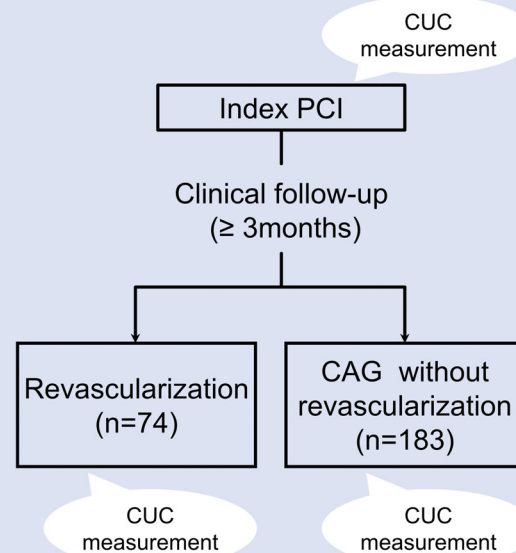 CUC
measurement
Index PCI
Clinical follow-up
(≥ 3months)
Revascularization
(n=74)
CAG without
revascularization
(n=183)
CUC
measurement
CUC
measurement